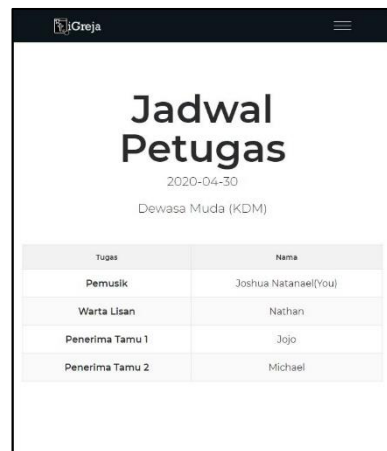 iGreja
Jadwal
Petugas
2020-04-30
Dewasa Muda (KDM)
Tugas Nama
Pemusik Joshua Natanael(You)
Warta Lisan Nathan
Penerima Tamu 1 Jojo
Penerima Tamu 2 Michael